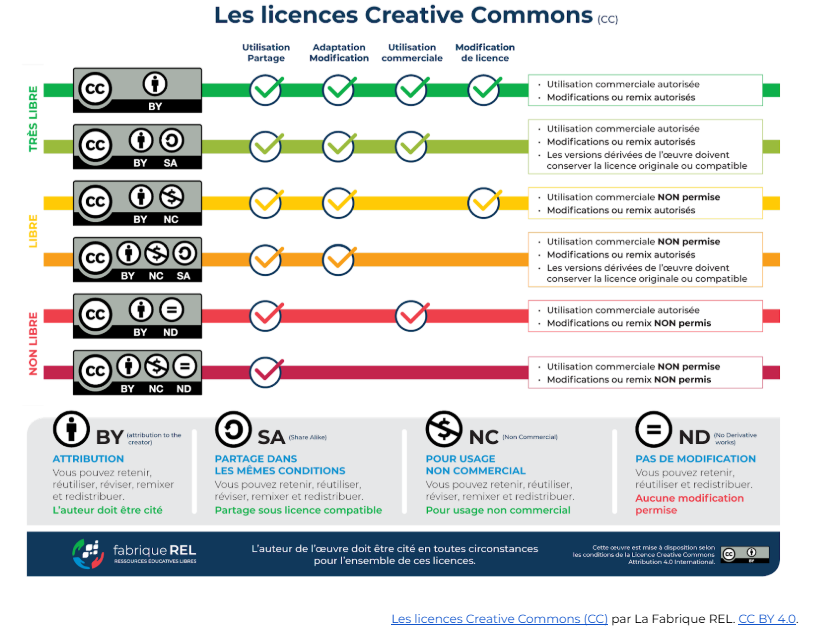 Les licences Creative Commons (CC)
Utilisation Partage
Adaptation Modification
Utilisation commerciale
Modification de licence
TRÈS LIBRE
cc
BY
• Utilisation commerciale autorisée
• Modifications ou remix autorisés
cc
BY SA
• Utilisation commerciale autorisée
• Modifications ou remix autorisés
• Les versions dérivées de l'œuvre doivent
conserver la licence originale ou compatible
LIBRE
cc
BY NC
• Utilisation commerciale NON permise
• Modifications ou remix autorisés
cc
BY NC SA
• Utilisation commerciale NON permise
• Modifications ou remix autorisés
• Les versions dérivées de l'œuvre doivent
conserver la licence originale ou compatible
NON LIBRE
cc
BY ND
• Utilisation commerciale autorisée
• Modifications ou remix NON permis
cc
BY NC ND
• Utilisation commerciale NON permise
• Modifications ou remix NON permis
BY (attribution to the creator)
ATTRIBUTION
Vous pouvez retenir,
réutiliser, réviser, remixer
et redistribuer.
L'auteur doit être cité
SA (Share Alike)
PARTAGE DANS
LES MÊMES CONDITIONS
Vous pouvez retenir, réutiliser,
réviser, remixer et redistribuer.
Partage sous licence compatible
NC (Non Commercial)
POUR USAGE
NON COMMERCIAL
Vous pouvez retenir, réutiliser,
réviser, remixer et redistribuer.
Pour usage non commercial
ND (No Derivative works)
PAS DE MODIFICATION
Vous pouvez retenir,
réutiliser et redistribuer.
Aucune modification
permise
fabrique REL
RESSOURCES ÉDUCATIVES LIBRES
L'auteur de l'œuvre doit être cité en toutes circonstances
pour l'ensemble de ces licences.
Cette œuvre est mise à disposition selon
les conditions de la Licence Creative Commons
Attribution 4.0 International.
cc
BY
Les licences Creative Commons (CC) par La Fabrique REL. CC BY 4.0.